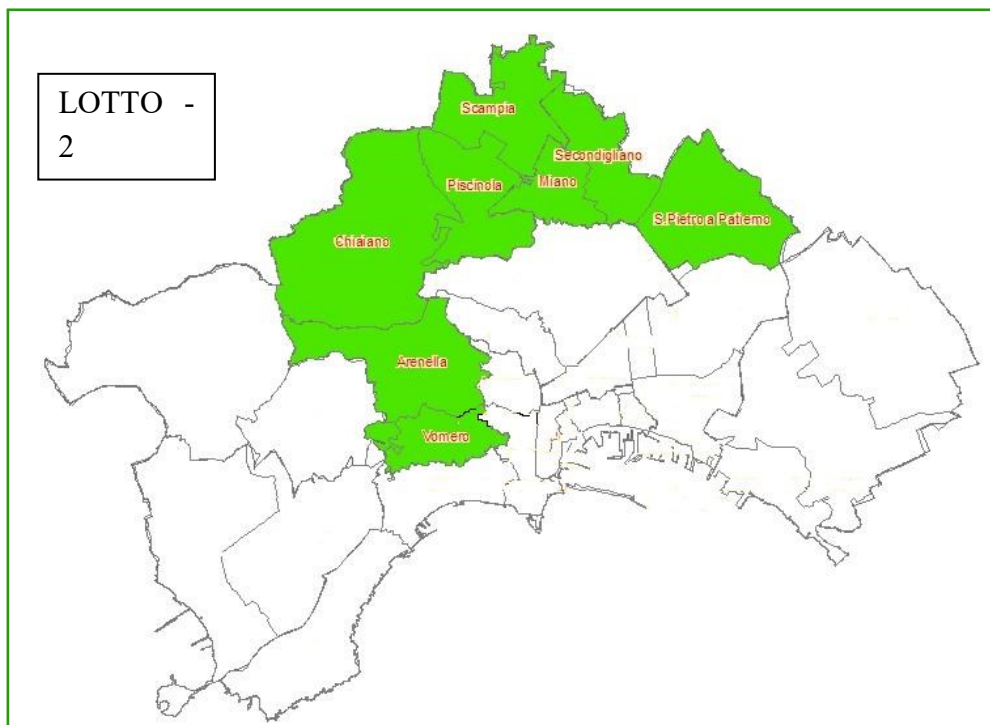 LOTTO -
2
Scampia
Secondigliano
Piscinola
Miano
S.Pietro a Patierno
Chiaiano
Arenella
Vomero